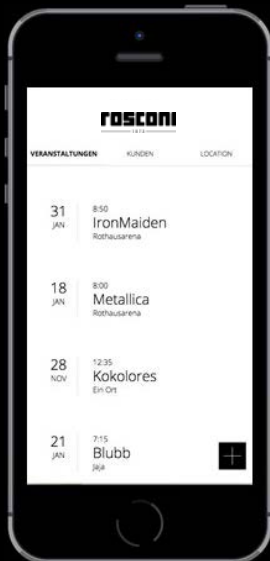 rosconi
1874
VERANSTALTUNGEN KUNDEN LOCATION
31 8:50
JAN IronMaiden
Rothausarena
18 8:00
JAN Metallica
Rothausarena
28 12:35
NOV Kokolores
Ein Ort
21 7:15
JAN Blubb
Jaja